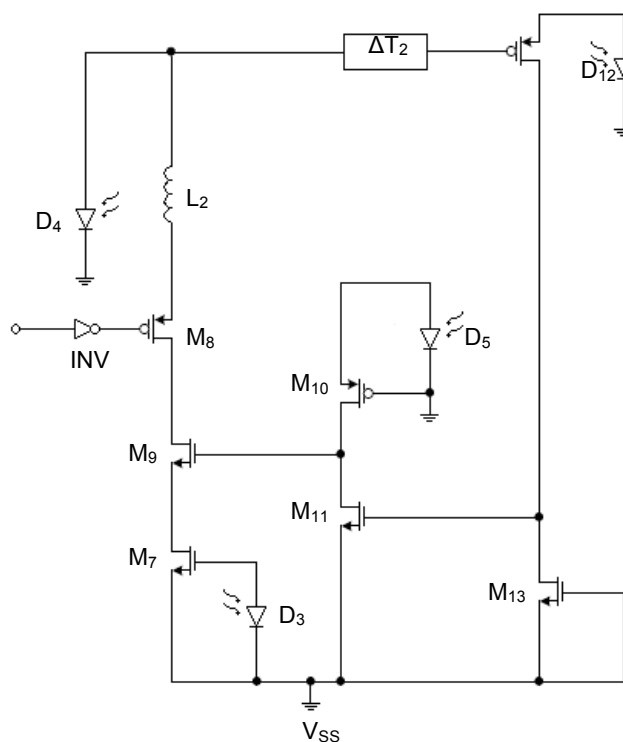 ΔT₂
D₁₂
L₂
D₄
INV
M₈
D₅
M₁₀
M₉
M₁₁
M₇
D₃
M₁₃
V_SS